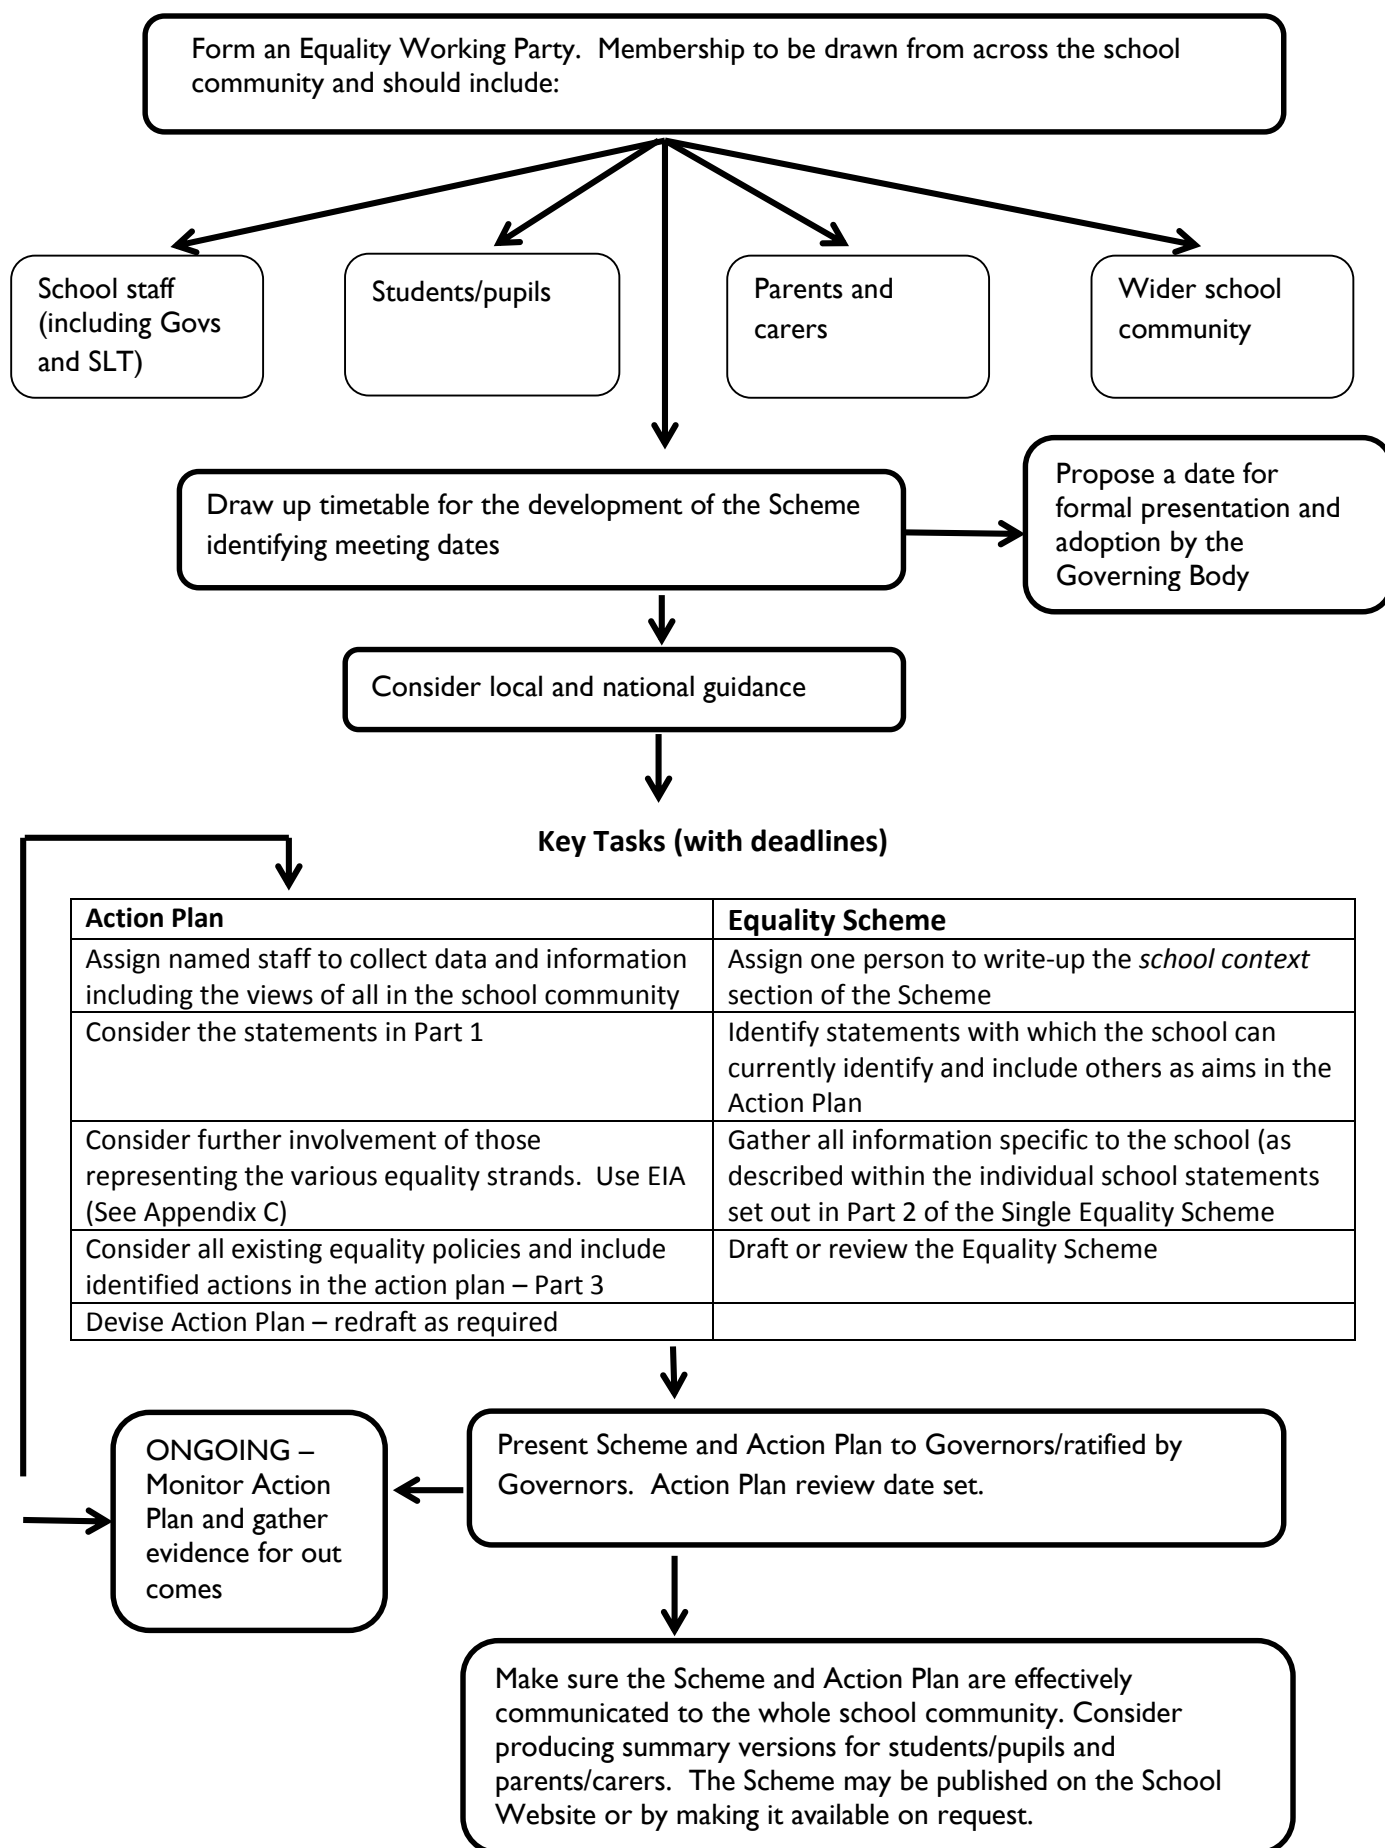 Form an Equality Working Party.  Membership to be drawn from across the school
community and should include:
School staff
(including Govs
and SLT)
Students/pupils
Parents and
carers
Wider school
community
Draw up timetable for the development of the Scheme
identifying meeting dates
Propose a date for
formal presentation and
adoption by the
Governing Body
Consider local and national guidance
Key Tasks (with deadlines)
Action Plan
Equality Scheme
Assign named staff to collect data and information
including the views of all in the school community
Assign one person to write-up the school context
section of the Scheme
Consider the statements in Part 1
Identify statements with which the school can
currently identify and include others as aims in the
Action Plan
Consider further involvement of those
representing the various equality strands.  Use EIA
(See Appendix C)
Gather all information specific to the school (as
described within the individual school statements
set out in Part 2 of the Single Equality Scheme
Consider all existing equality policies and include
identified actions in the action plan – Part 3
Draft or review the Equality Scheme
Devise Action Plan – redraft as required
ONGOING –
Monitor Action
Plan and gather
evidence for out
comes
Present Scheme and Action Plan to Governors/ratified by
Governors.  Action Plan review date set.
Make sure the Scheme and Action Plan are effectively
communicated to the whole school community. Consider
producing summary versions for students/pupils and
parents/carers.  The Scheme may be published on the School
Website or by making it available on request.